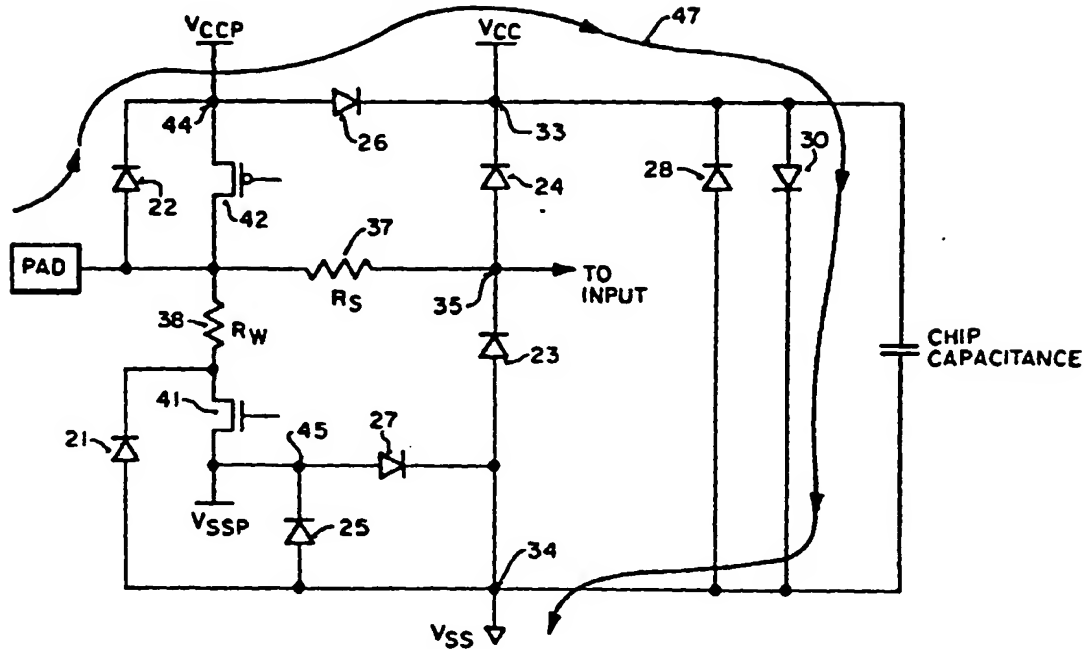 VCCP
VCC
47
44
26
33
30
22
42
24
28
PAD
37
RS
35
TO
INPUT
38
RW
23
CHIP
CAPACITANCE
41
45
27
21
VSSP
25
34
VSS